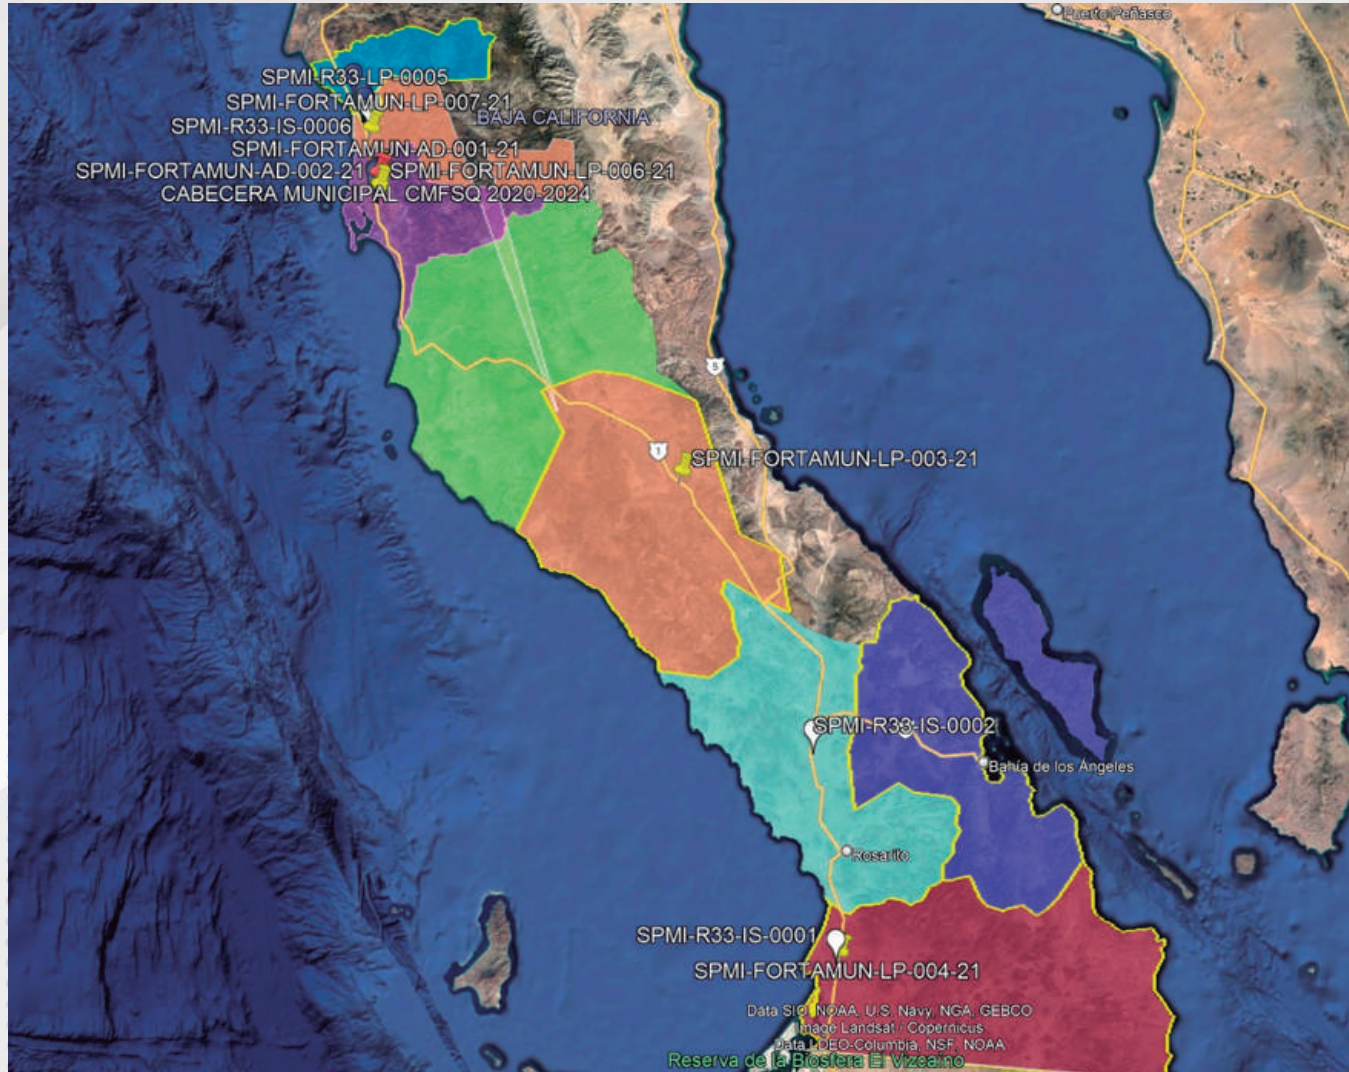 Puerto Peñasco
SPMI-R33-LP-0005
SPMI-FORTAMUN-LP-007-21
BAJA CALIFORNIA
SPMI-R33-IS-0006
SPMI-FORTAMUN-AD-001-21
SPMI-FORTAMUN-AD-002-21
SPMI-FORTAMUN-LP-006-21
CABECERA MUNICIPAL CMFSQ 2020-2024
5
1
SPMI-FORTAMUN-LP-003-21
SPMI-R33-IS-0002
Bahía de los Ángeles
Rosarito
SPMI-R33-IS-0001
SPMI-FORTAMUN-LP-004-21
Data SIO, NOAA, U.S. Navy, NGA, GEBCO
Image Landsat / Copernicus
Data LDEO-Columbia, NSF, NOAA
Reserva de la Biosfera El Vizcaíno